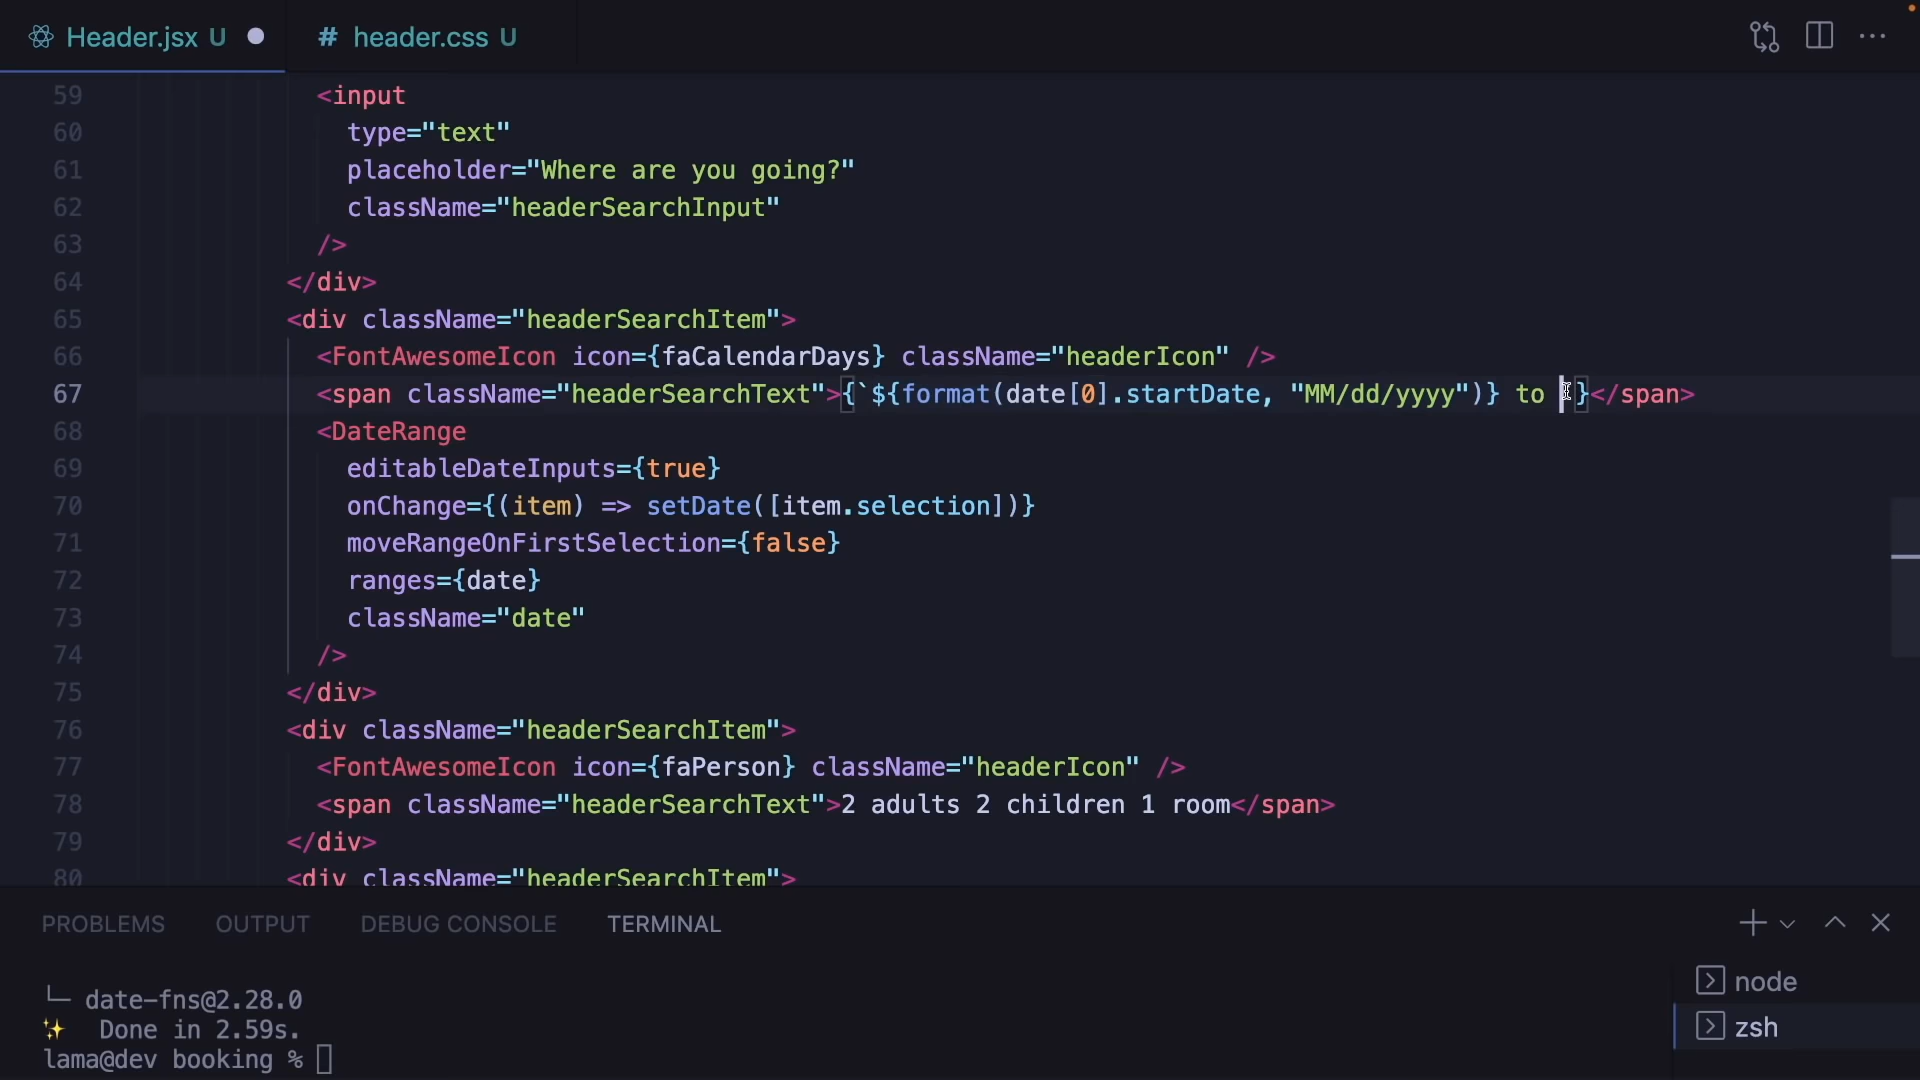 Header.jsx U
# header.css U
59 <input
60 type="text"
61 placeholder="Where are you going?"
62 className="headerSearchInput"
63 />
64 </div>
65 <div className="headerSearchItem">
66 <FontAwesomeIcon icon={faCalendarDays} className="headerIcon" />
67 <span className="headerSearchText">{`${format(date[0].startDate, "MM/dd/yyyy")} to `}</span>
68 <DateRange
69 editableDateInputs={true}
70 onChange={(item) => setDate([item.selection])}
71 moveRangeOnFirstSelection={false}
72 ranges={date}
73 className="date"
74 />
75 </div>
76 <div className="headerSearchItem">
77 <FontAwesomeIcon icon={faPerson} className="headerIcon" />
78 <span className="headerSearchText">2 adults 2 children 1 room</span>
79 </div>
80 <div className="headerSearchItem">
PROBLEMS OUTPUT DEBUG CONSOLE TERMINAL
└─ date-fns@2.28.0
✨ Done in 2.59s.
lama@dev booking %
node
zsh